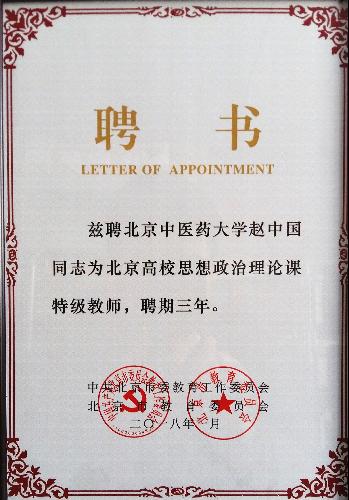 聘 书
LETTER OF APPOINTMENT
兹聘北京中医药大学赵中国
同志为北京高校思想政治理论课
特级教师，聘期三年。
中共北京市委教育工作委员会
北京市教育委员会
二〇一八年 月